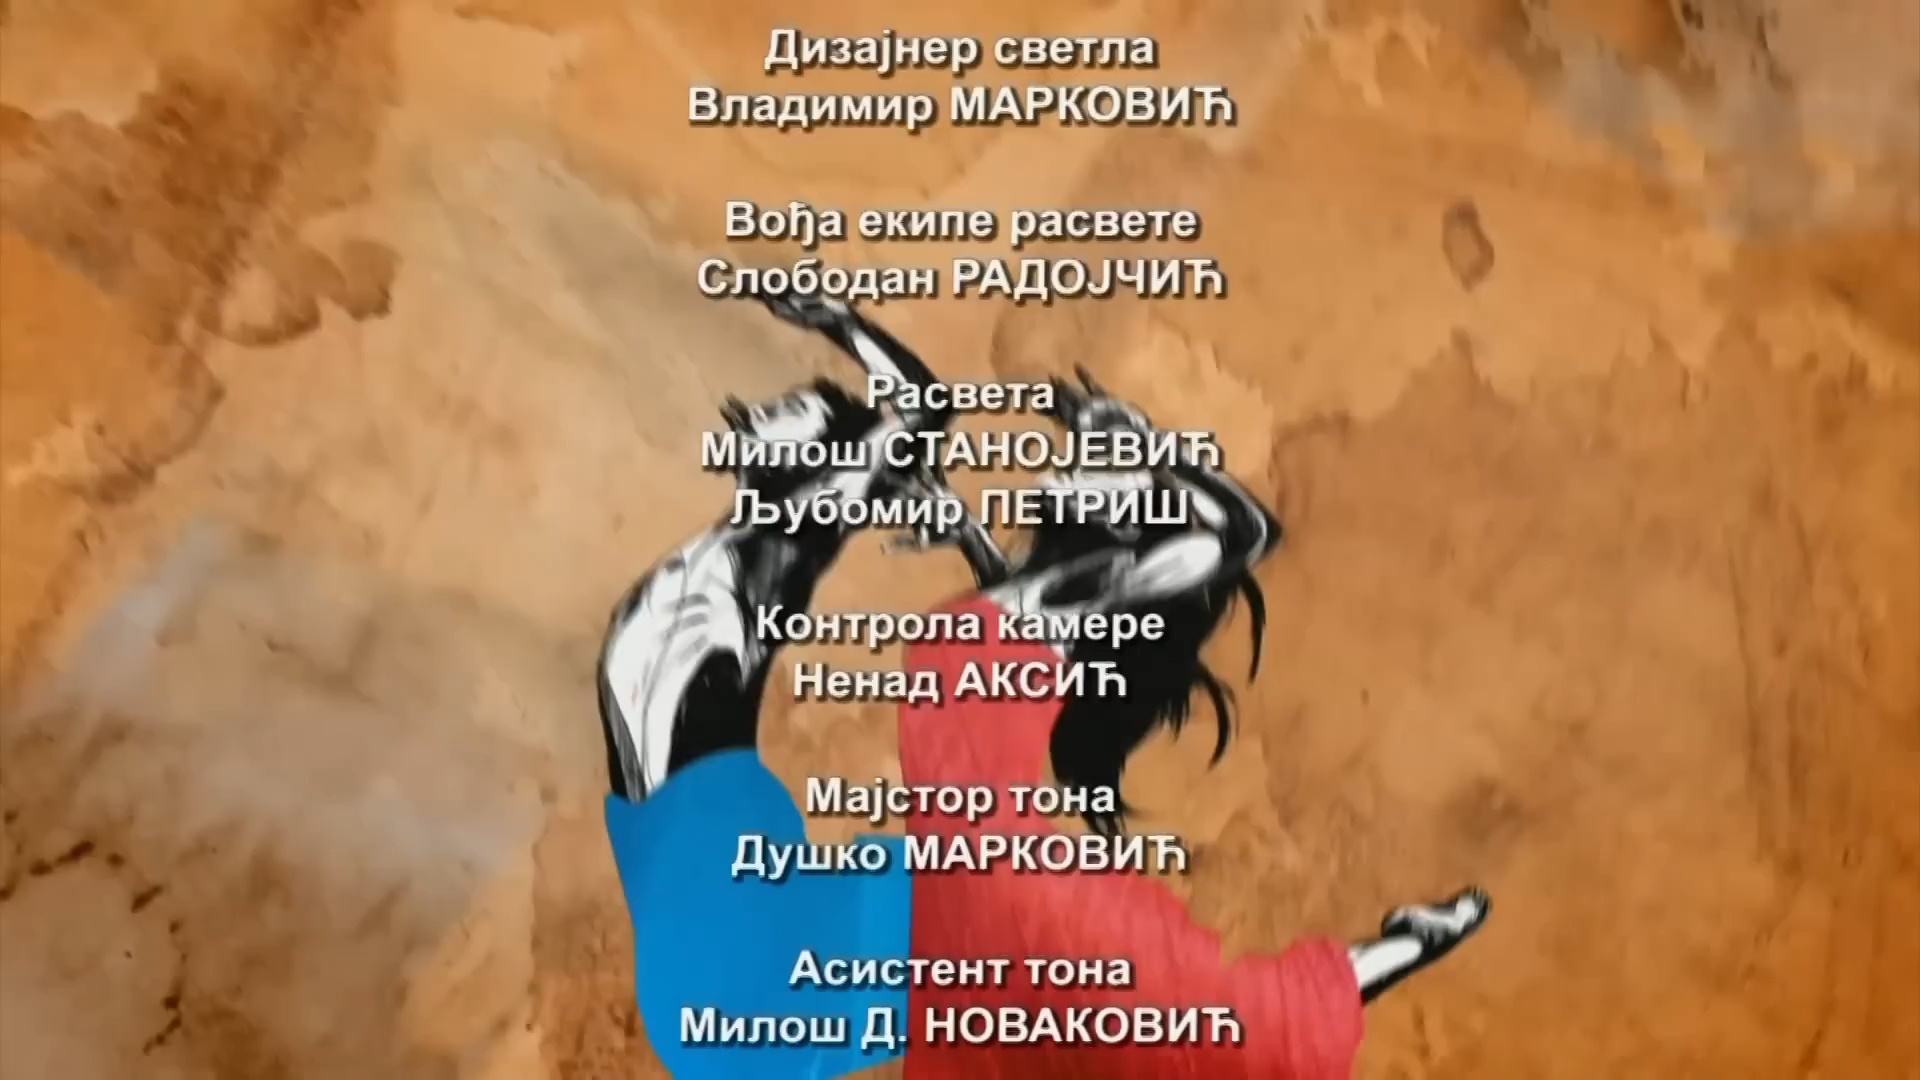 Дизајнер светла
Владимир МАРКОВИЋ
Вођа екипе расвете
Слободан РАДОЈЧИЋ
Расвета
Милош СТАНОЈЕВИЋ
Љубомир ПЕТРИШ
Контрола камере
Ненад АКСИЋ
Мајстор тона
Душко МАРКОВИЋ
Асистент тона
Милош Д. НОВАКОВИЋ